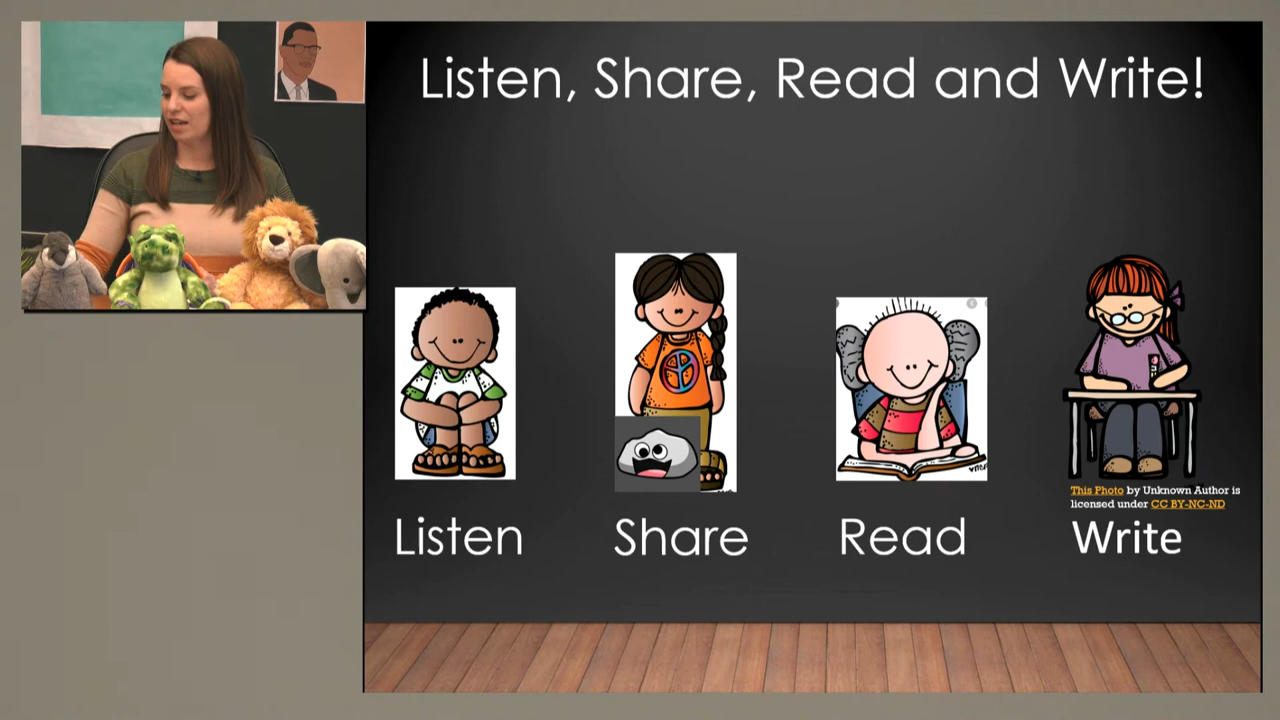 Listen, Share, Read and Write!
This Photo by Unknown Author is
licensed under CC BY-NC-ND
Listen
Share
Read
Write